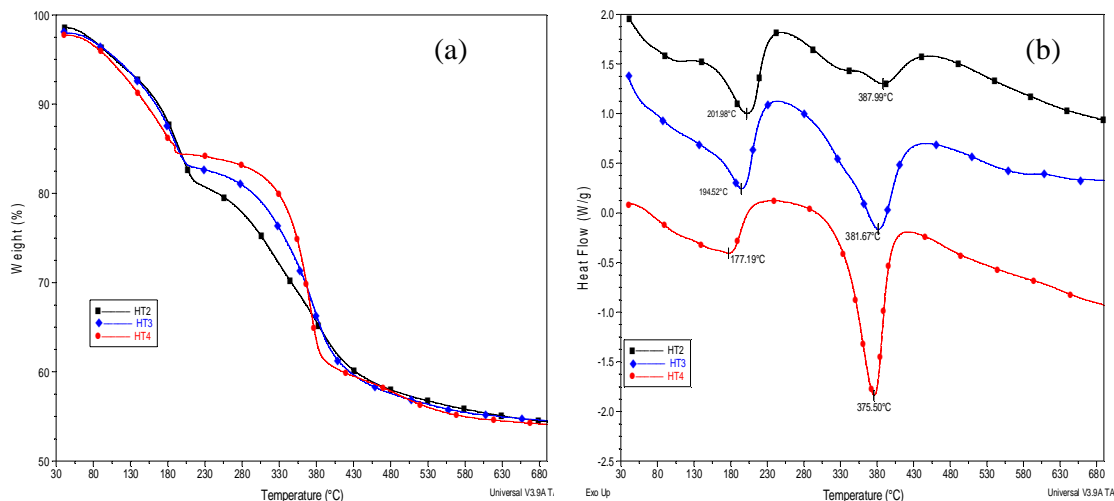 (a)
100
90
80
70
60
50
Weight (%)
HT2
HT3
HT4
30 80 130 180 230 280 330 380 430 480 530 580 630 680
Temperature (°C)
Universal V3.9A TA
(b)
2.0
1.5
1.0
0.5
0.0
-0.5
-1.0
-1.5
-2.0
-2.5
Heat Flow (W/g)
201.98°C
387.99°C
194.52°C
381.67°C
177.19°C
375.50°C
HT2
HT3
HT4
30 80 130 180 230 280 330 380 430 480 530 580 630 680
Exo Up
Temperature (°C)
Universal V3.9A TA